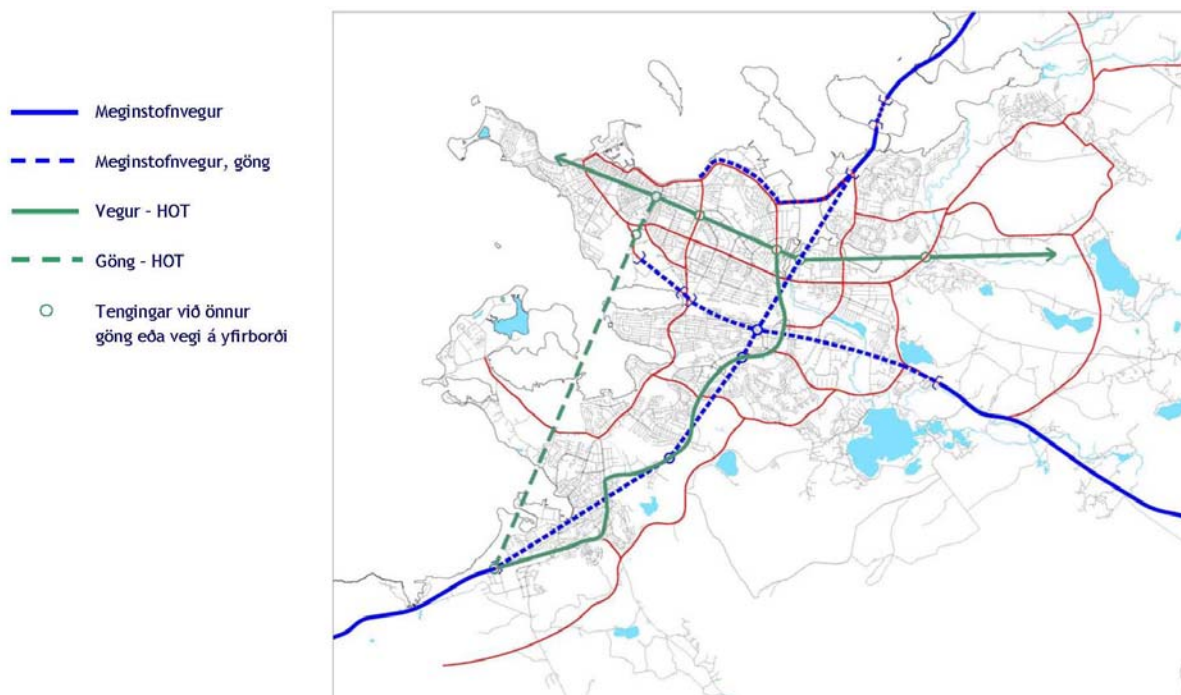 Meginstofnvegur
Meginstofnvegur, göng
Vegur - HOT
Göng - HOT
Tengingar við önnur
göng eða vegi á yfirborði